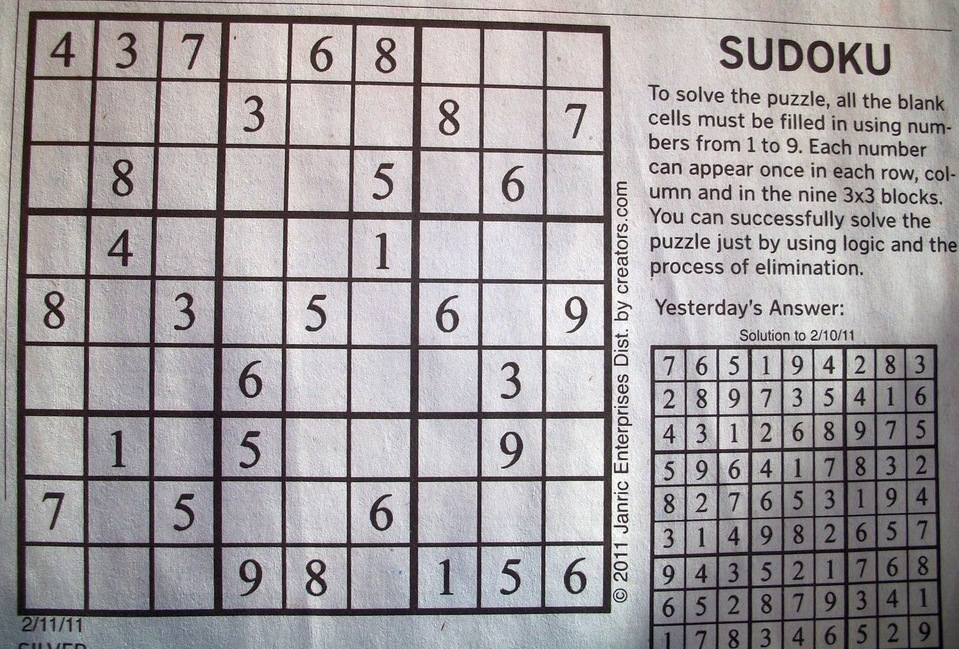 4 3 7 6 8
3 8 7
8 5 6
4 1
8 3 5 6 9
6 3
1 5 9
7 5 6
9 8 1 5 6
2/11/11
© 2011 Janric Enterprises Dist. by creators.com
SUDOKU
To solve the puzzle, all the blank
cells must be filled in using num-
bers from 1 to 9. Each number
can appear once in each row, col-
umn and in the nine 3x3 blocks.
You can successfully solve the
puzzle just by using logic and the
process of elimination.
Yesterday's Answer:
Solution to 2/10/11
7 6 5 1 9 4 2 8 3
2 8 9 7 3 5 4 1 6
4 3 1 2 6 8 9 7 5
5 9 6 4 1 7 8 3 2
8 2 7 6 5 3 1 9 4
3 1 4 9 8 2 6 5 7
9 4 3 5 2 1 7 6 8
6 5 2 8 7 9 3 4 1
1 7 8 3 4 6 5 2 9